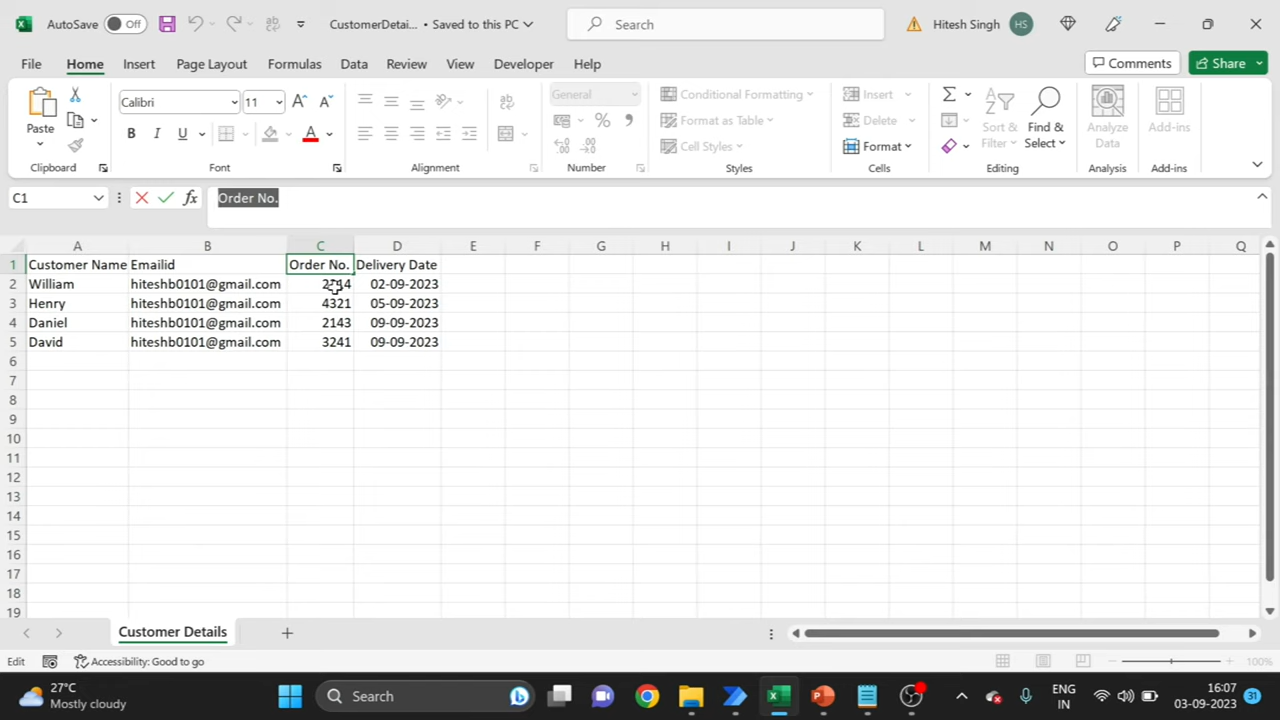 AutoSave Off CustomerDetai... • Saved to this PC Search Hitesh Singh HS
File Home Insert Page Layout Formulas Data Review View Developer Help Comments Share
Paste Calibri 11 General Conditional Formatting Insert Sort & Filter Find & Select Analyze Data Add-ins
B I U A Format as Table Delete
Cell Styles Format
Clipboard Font Alignment Number Styles Cells Editing Analysis Add-ins
C1 fx Order No.
A B C D E F G H I J K L M N O P Q
1 Customer Name Emailid Order No. Delivery Date
2 William hiteshb0101@gmail.com 02-09-2023
3 Henry hiteshb0101@gmail.com 4321 05-09-2023
4 Daniel hiteshb0101@gmail.com 2143 09-09-2023
5 David hiteshb0101@gmail.com 3241 09-09-2023
6
7
8
9
10
11
12
13
14
15
16
17
18
19
Customer Details
Edit Accessibility: Good to go 100%
27°C
Mostly cloudy
Search
ENG
IN
16:07
03-09-2023
31